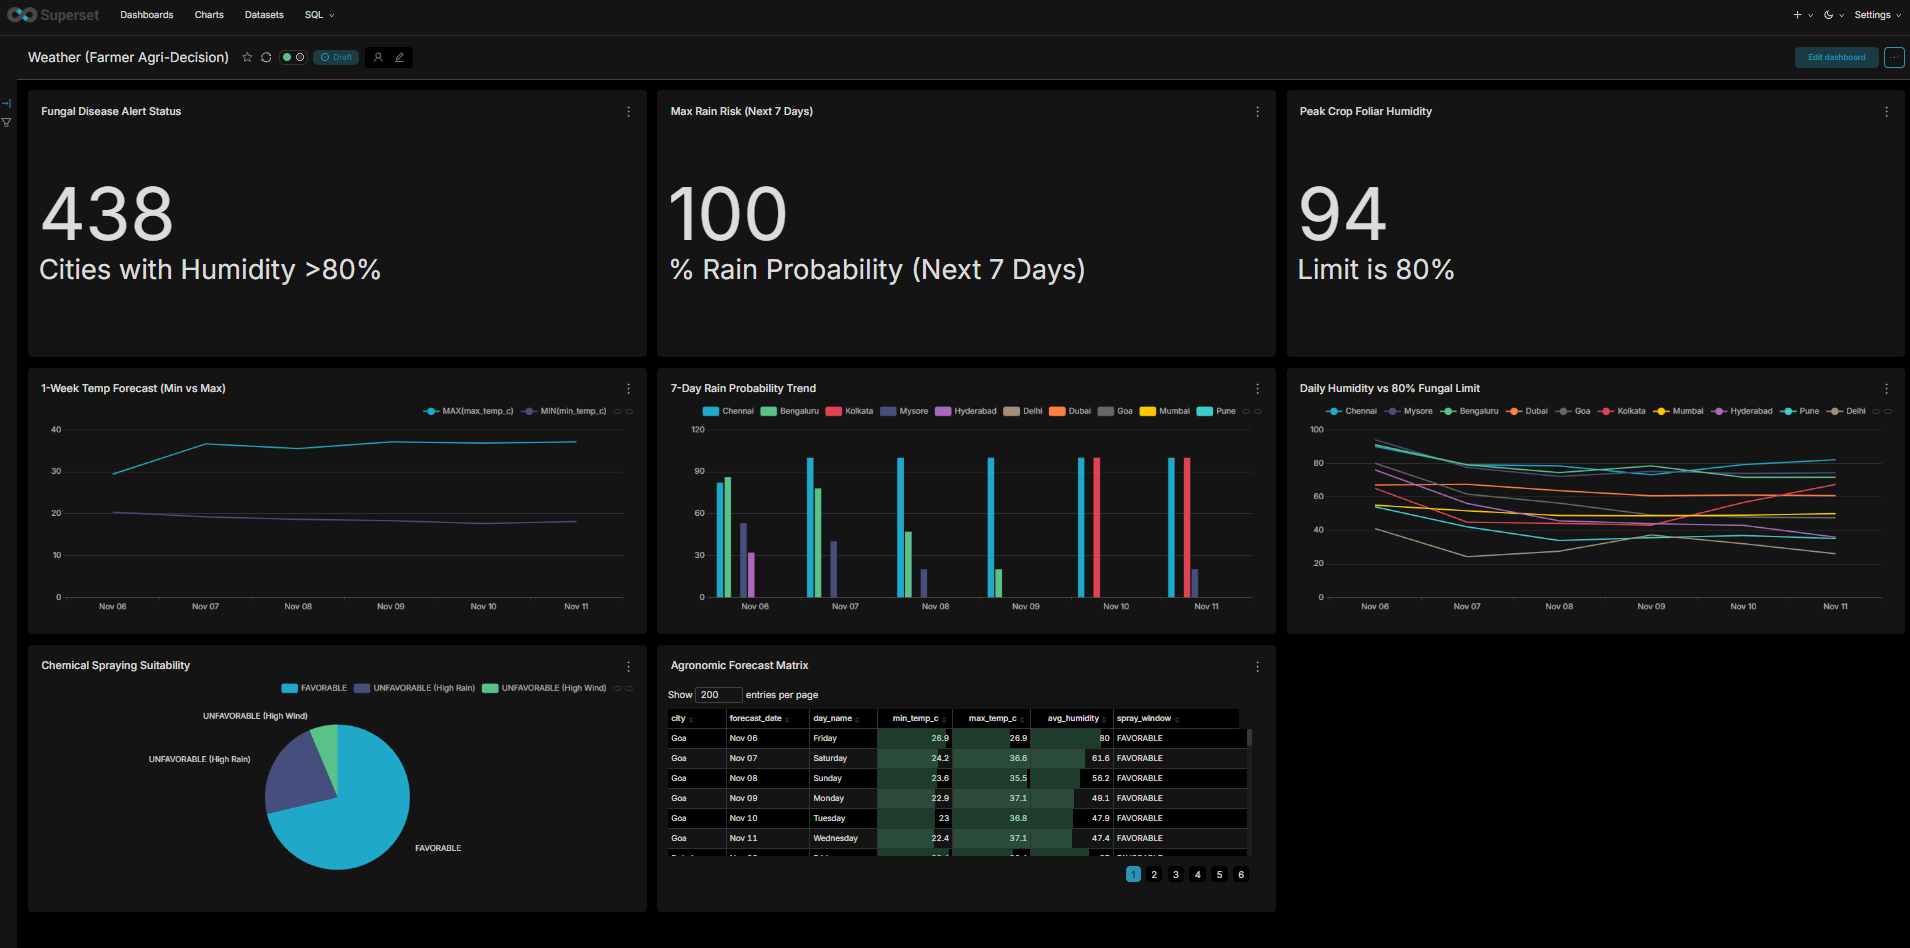 Superset Dashboards Charts Datasets SQL Settings
Weather (Farmer Agri-Decision) Draft Edit dashboard
Fungal Disease Alert Status
438
Cities with Humidity >80%
Max Rain Risk (Next 7 Days)
100
% Rain Probability (Next 7 Days)
Peak Crop Foliar Humidity
94
Limit is 80%
1-Week Temp Forecast (Min vs Max)
MAX(max_temp_c) MIN(min_temp_c)
40
30
20
10
0
Nov 06 Nov 07 Nov 08 Nov 09 Nov 10 Nov 11
7-Day Rain Probability Trend
Chennai Bengaluru Kolkata Mysore Hyderabad Delhi Dubai Goa Mumbai Pune
120
90
60
30
0
Nov 06 Nov 07 Nov 08 Nov 09 Nov 10 Nov 11
Daily Humidity vs 80% Fungal Limit
Chennai Mysore Bengaluru Dubai Goa Kolkata Mumbai Hyderabad Pune Delhi
100
80
60
40
20
0
Nov 06 Nov 07 Nov 08 Nov 09 Nov 10 Nov 11
Chemical Spraying Suitability
FAVORABLE UNFAVORABLE (High Rain) UNFAVORABLE (High Wind)
UNFAVORABLE (High Wind)
UNFAVORABLE (High Rain)
FAVORABLE
Agronomic Forecast Matrix
Show 200 entries per page
city forecast_date day_name min_temp_c max_temp_c avg_humidity spray_window
Goa Nov 06 Friday 26.9 26.9 80 FAVORABLE
Goa Nov 07 Saturday 24.2 36.6 61.6 FAVORABLE
Goa Nov 08 Sunday 23.6 35.5 56.2 FAVORABLE
Goa Nov 09 Monday 22.9 37.1 49.1 FAVORABLE
Goa Nov 10 Tuesday 23 36.8 47.9 FAVORABLE
Goa Nov 11 Wednesday 22.4 37.1 47.4 FAVORABLE
1 2 3 4 5 6